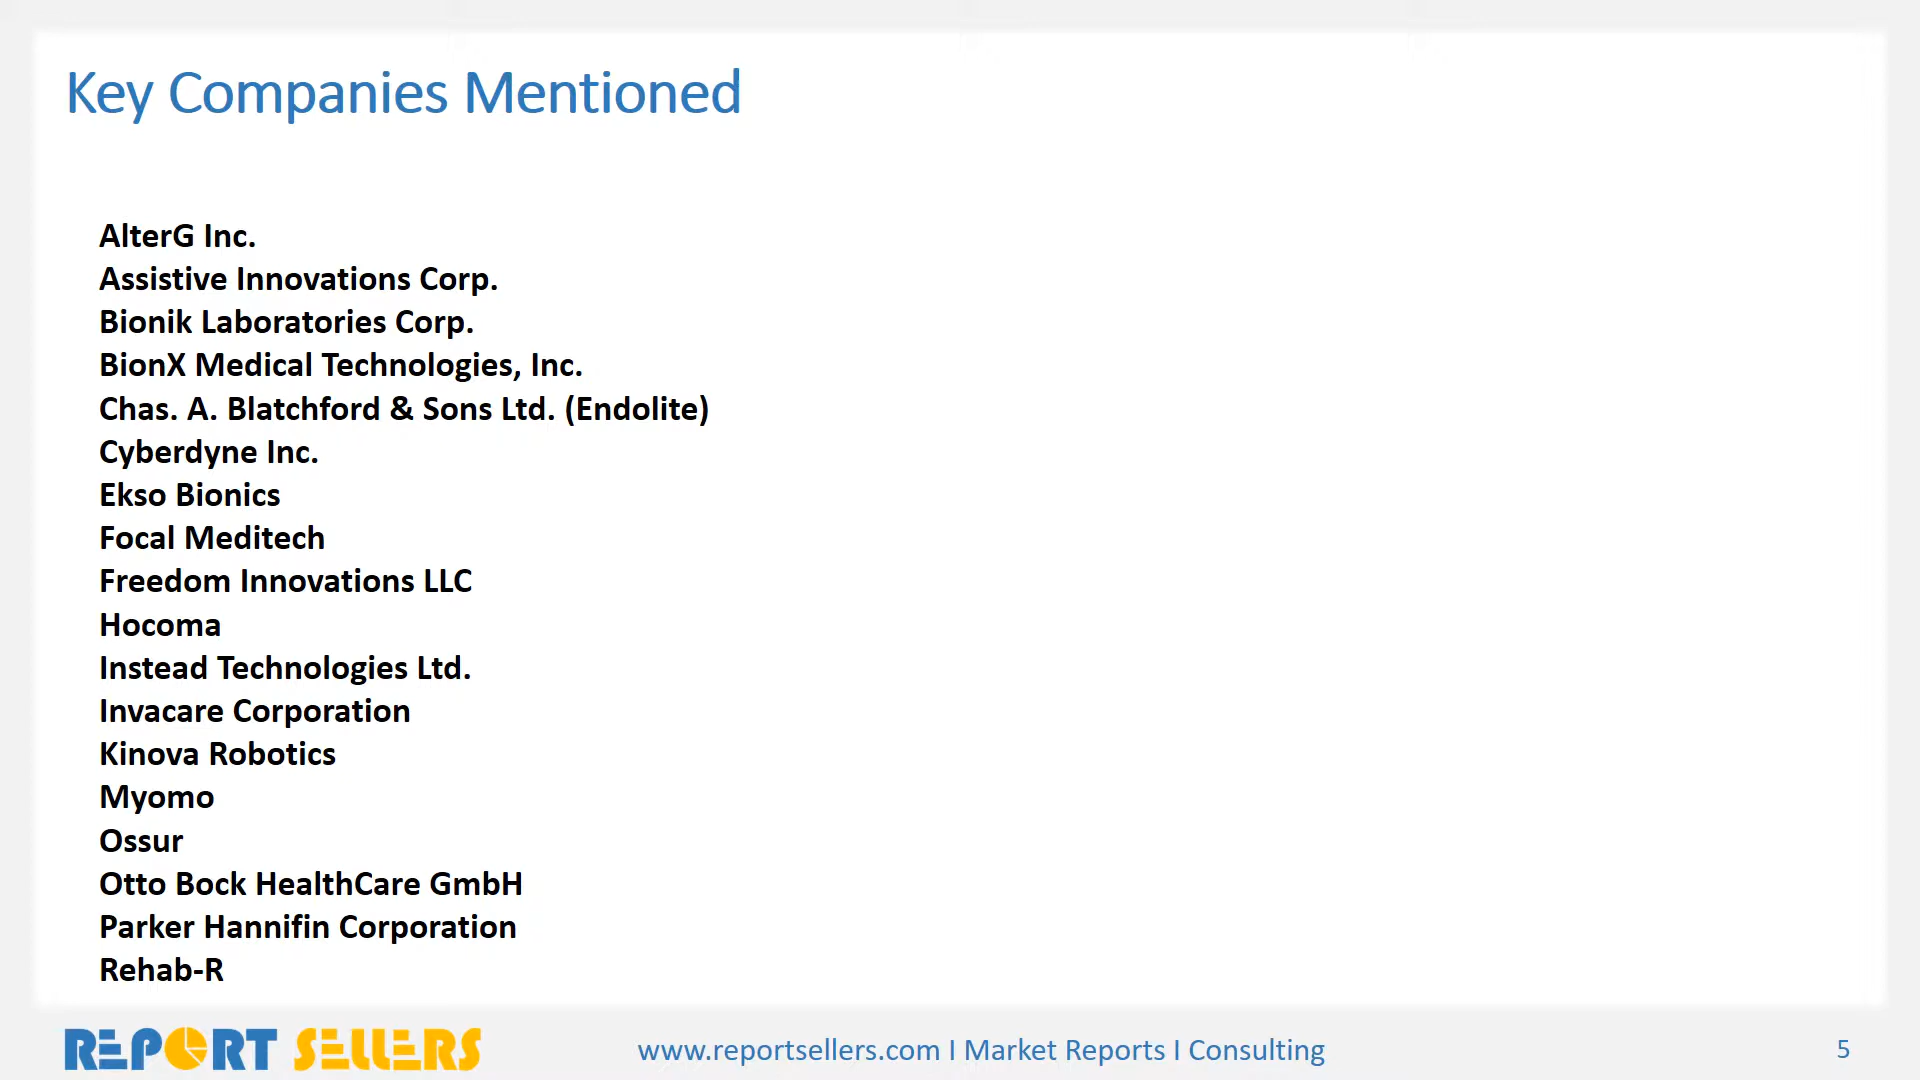 Key Companies Mentioned
AlterG Inc.
Assistive Innovations Corp.
Bionik Laboratories Corp.
BionX Medical Technologies, Inc.
Chas. A. Blatchford & Sons Ltd. (Endolite)
Cyberdyne Inc.
Ekso Bionics
Focal Meditech
Freedom Innovations LLC
Hocoma
Instead Technologies Ltd.
Invacare Corporation
Kinova Robotics
Myomo
Ossur
Otto Bock HealthCare GmbH
Parker Hannifin Corporation
Rehab-R
REPORT SELLERS
www.reportsellers.com I Market Reports I Consulting
5